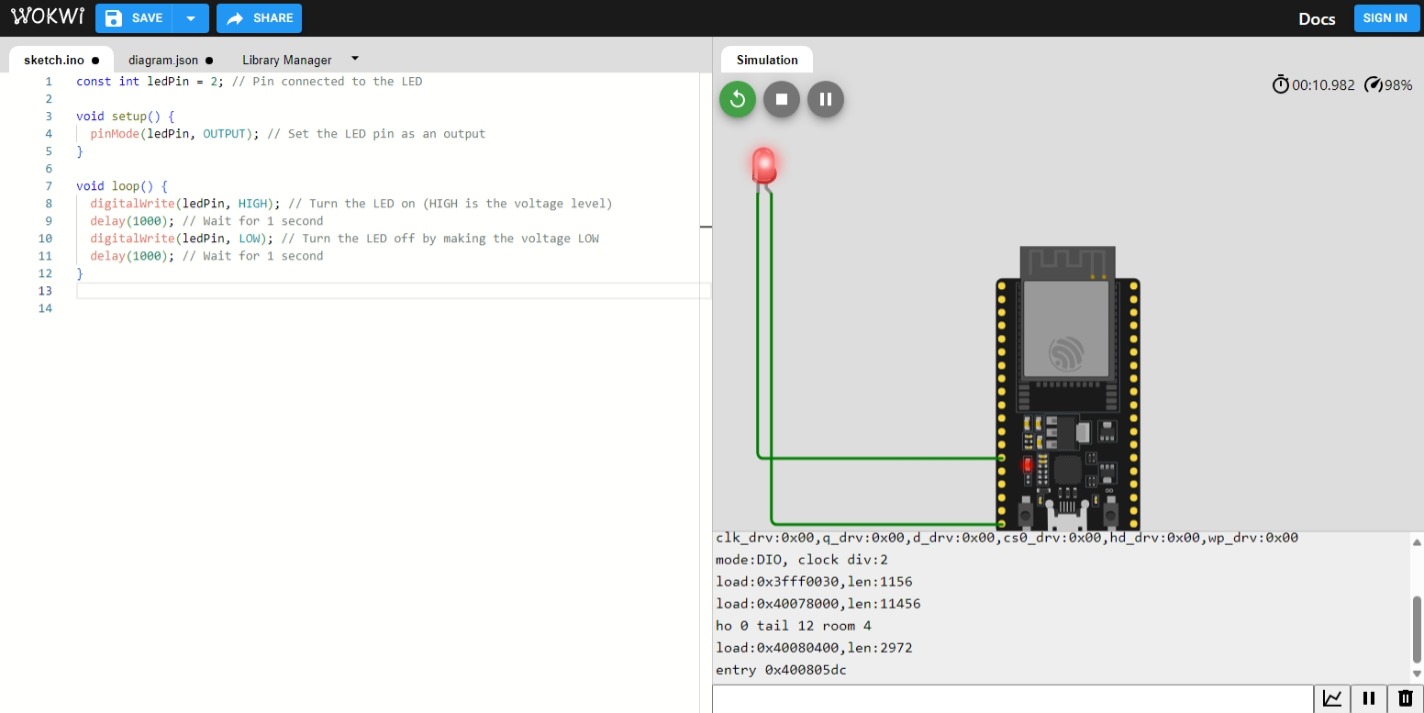 WOKWi SAVE SHARE Docs SIGN IN
sketch.ino ● diagram.json ● Library Manager
1 const int ledPin = 2; // Pin connected to the LED
2
3 void setup() {
4 pinMode(ledPin, OUTPUT); // Set the LED pin as an output
5 }
6
7 void loop() {
8 digitalWrite(ledPin, HIGH); // Turn the LED on (HIGH is the voltage level)
9 delay(1000); // Wait for 1 second
10 digitalWrite(ledPin, LOW); // Turn the LED off by making the voltage LOW
11 delay(1000); // Wait for 1 second
12 }
13
14
Simulation
00:10.982 98%
clk_drv:0x00,q_drv:0x00,d_drv:0x00,cs0_drv:0x00,hd_drv:0x00,wp_drv:0x00
mode:DIO, clock div:2
load:0x3fff0030,len:1156
load:0x40078000,len:11456
ho 0 tail 12 room 4
load:0x40080400,len:2972
entry 0x400805dc